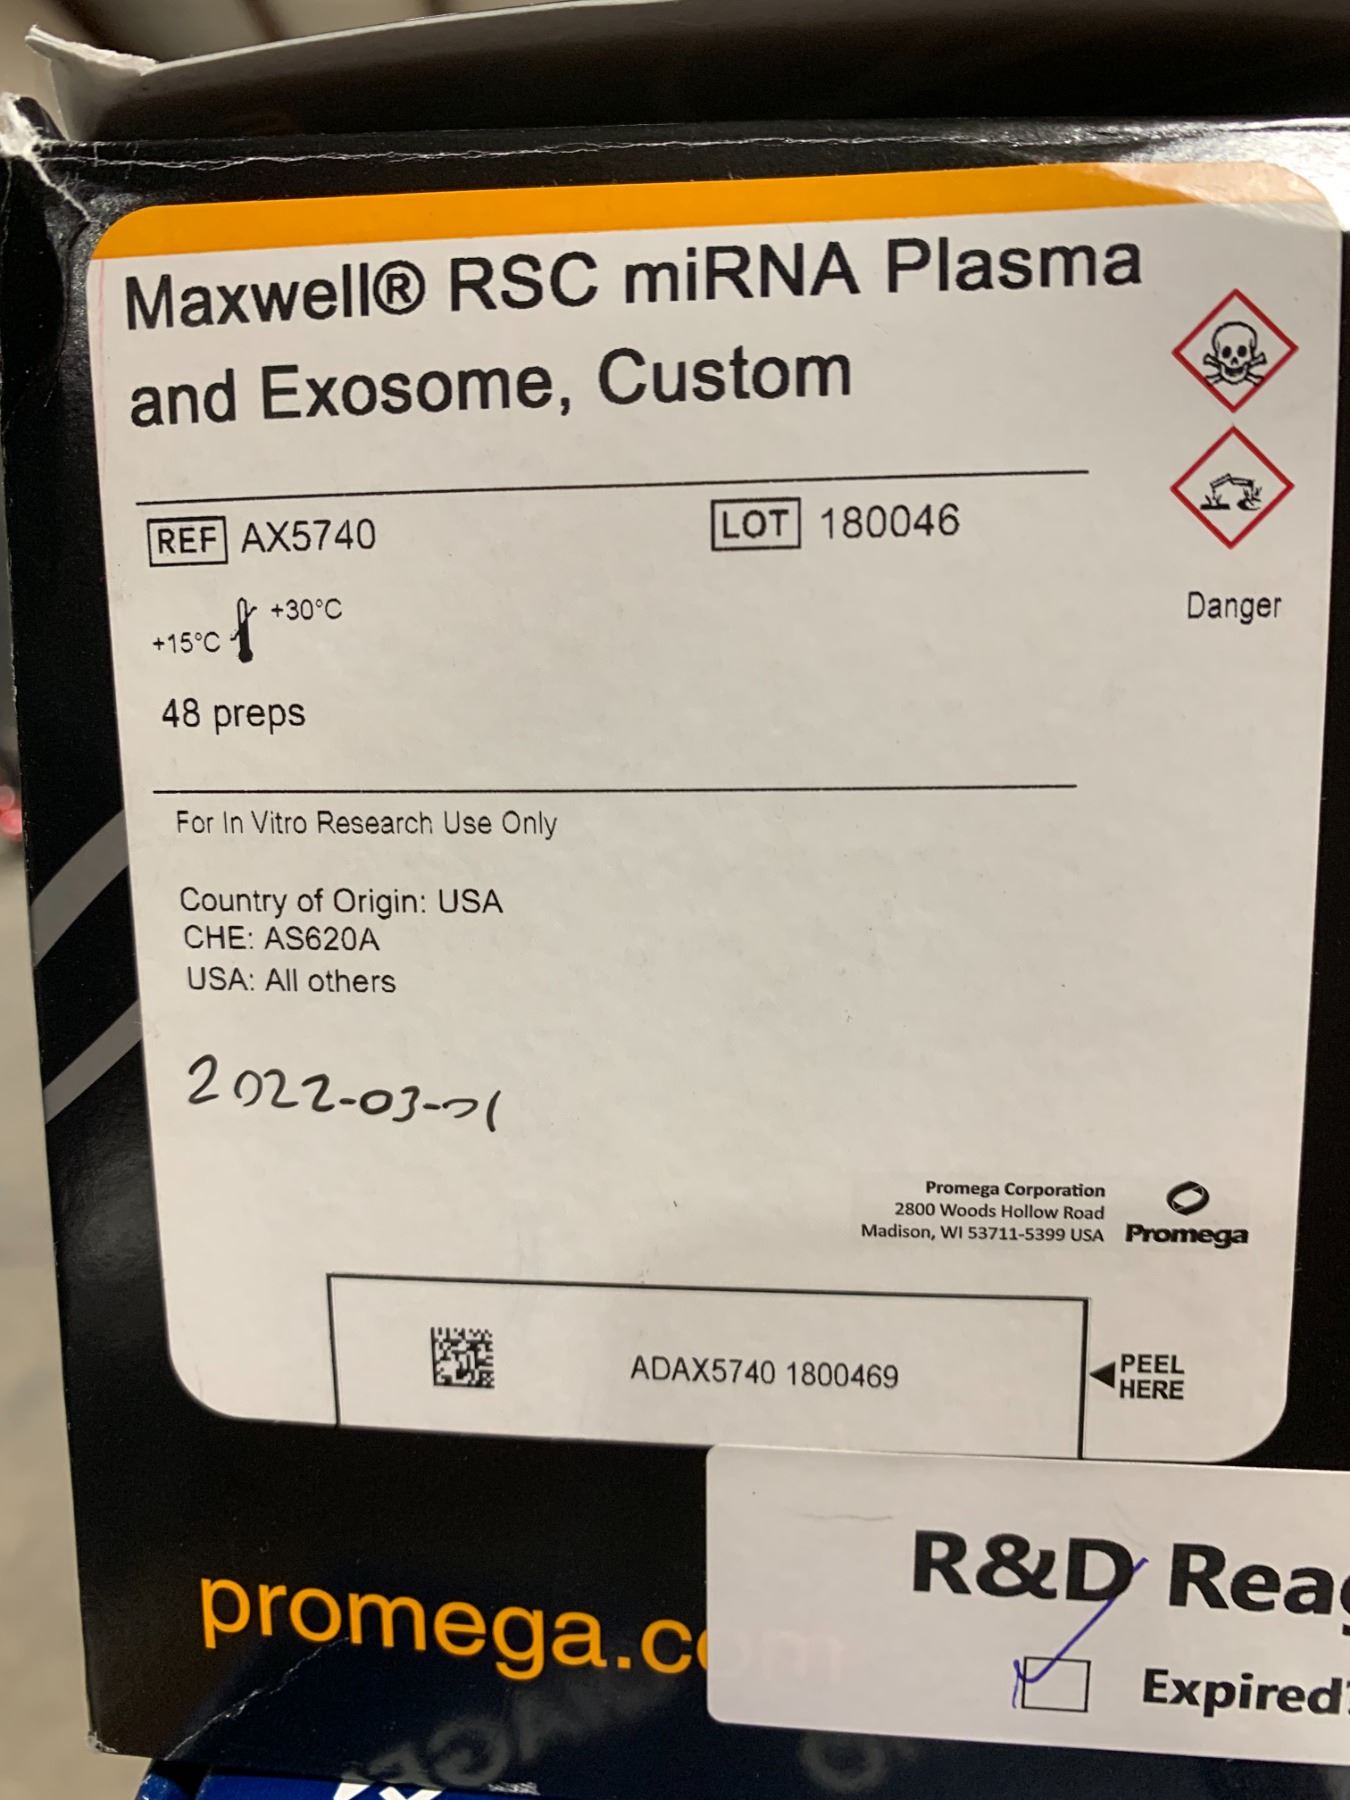 Maxwell® RSC miRNA Plasma
and Exosome, Custom
REF AX5740
LOT 180046
Danger
+30°C
+15°C
48 preps
For In Vitro Research Use Only
Country of Origin: USA
CHE: AS620A
USA: All others
2022-03-01
Promega Corporation
2800 Woods Hollow Road
Madison, WI 53711-5399 USA
Promega
ADAX5740 1800469
PEEL
HERE
R&D
promega.com
Expired?